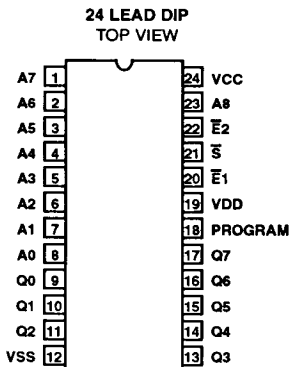 24 LEAD DIP
TOP VIEW
A7 1 24 VCC
A6 2 23 A8
A5 3 22 E̅2
A4 4 21 S̅
A3 5 20 E̅1
A2 6 19 VDD
A1 7 18 PROGRAM
A0 8 17 Q7
Q0 9 16 Q6
Q1 10 15 Q5
Q2 11 14 Q4
VSS 12 13 Q3